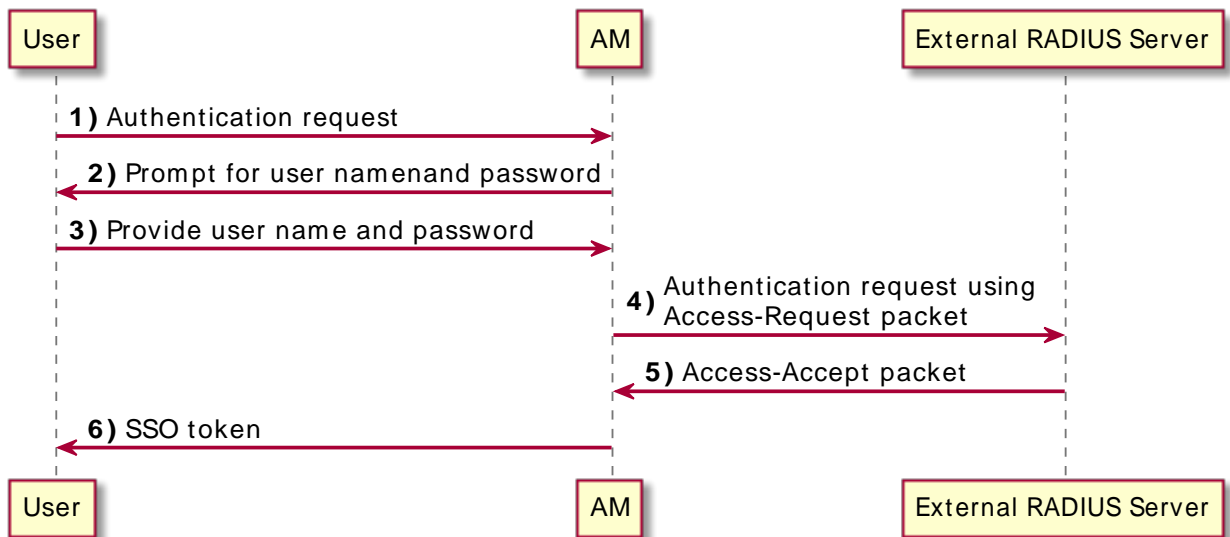 User
AM
External RADIUS Server
1) Authentication request
2) Prompt for user namenand password
3) Provide user name and password
4) Authentication request using
Access-Request packet
5) Access-Accept packet
6) SSO token
User
AM
External RADIUS Server